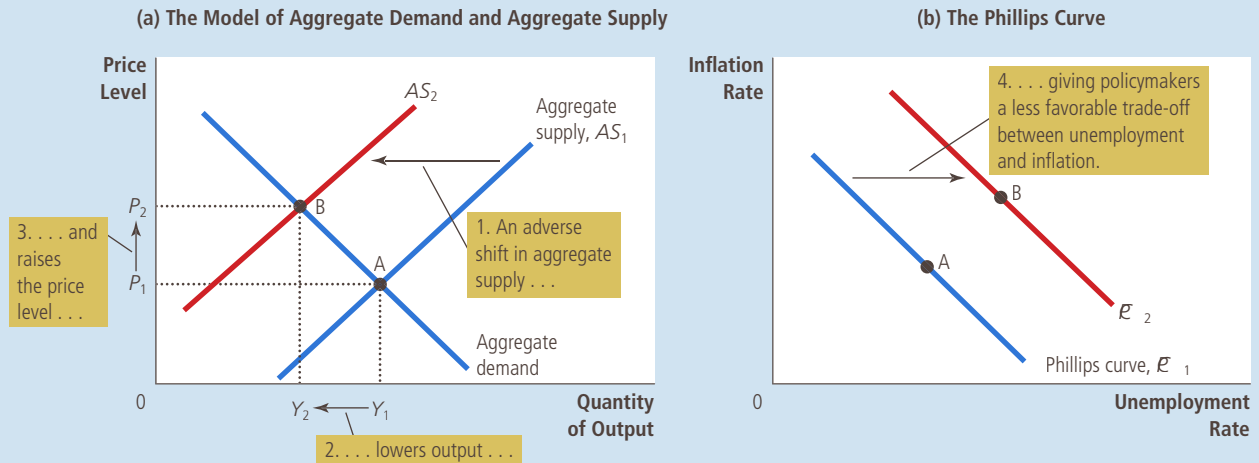 (a) The Model of Aggregate Demand and Aggregate Supply
Price
Level
AS₂
Aggregate
supply, AS₁
P₂
B
3. . . . and
raises
the price
level . . .
1. An adverse
shift in aggregate
supply . . .
A
P₁
Aggregate
demand
0
Y₂
Y₁
Quantity
of Output
2. . . . lowers output . . .
(b) The Phillips Curve
Inflation
Rate
4. . . . giving policymakers
a less favorable trade-off
between unemployment
and inflation.
B
A
₂
Phillips curve, ₁
0
Unemployment
Rate